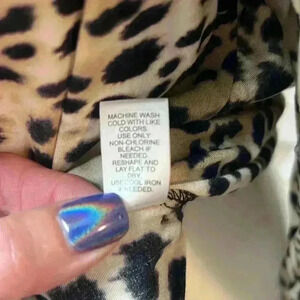 MACHINE WASH
COLD WITH LIKE
COLORS.
USE ONLY
NON-CHLORINE
BLEACH IF
NEEDED.
RESHAPE AND
LAY FLAT TO
DRY.
USE COOL IRON
IF NEEDED.